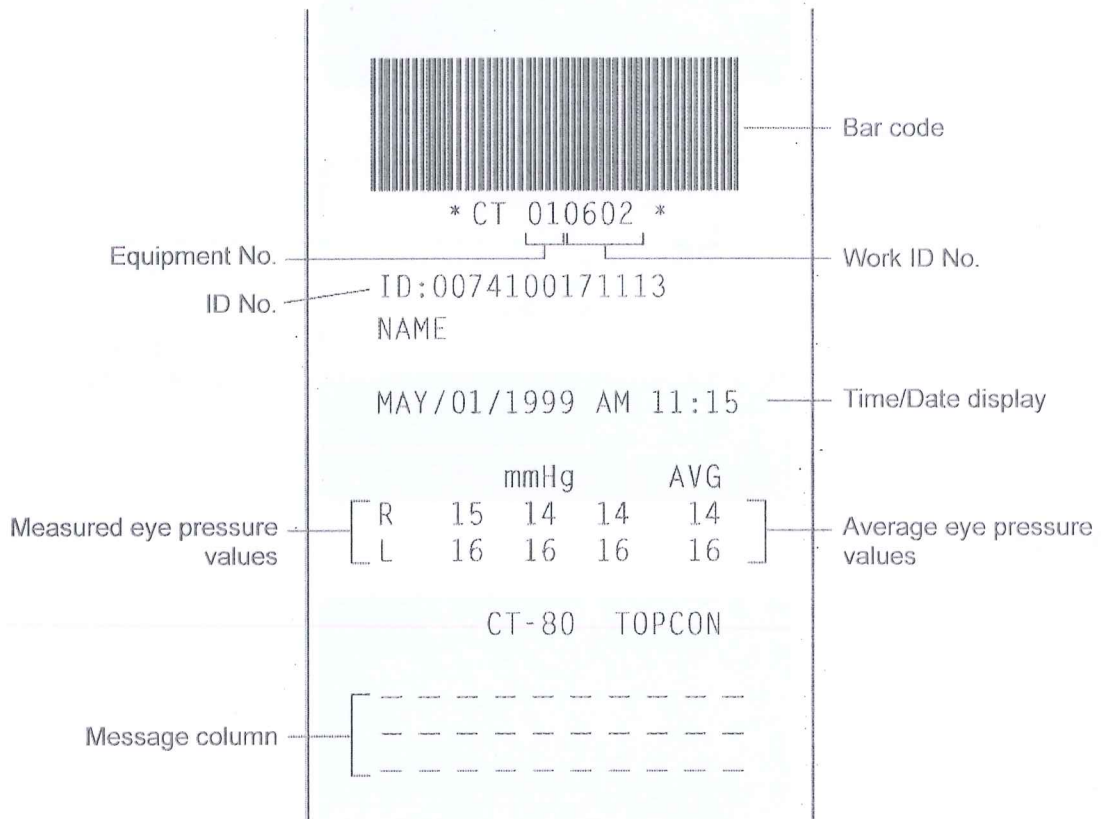 Bar code
* CT 010602 *
Equipment No.
Work ID No.
ID No.
ID:0074100171113
NAME
MAY/01/1999 AM 11:15
Time/Date display
mmHg AVG
Measured eye pressure
values
R 15 14 14 14
L 16 16 16 16
Average eye pressure
values
CT-80 TOPCON
Message column